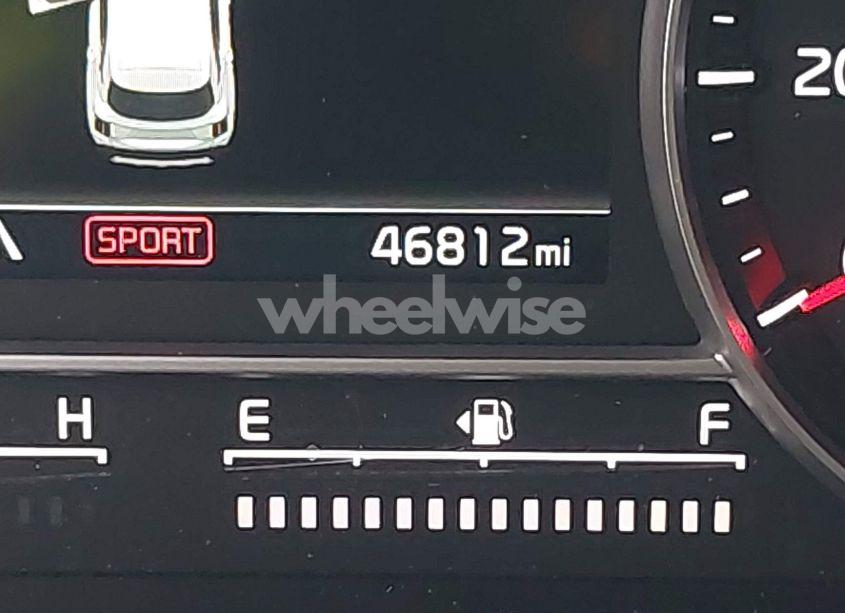 20
SPORT 46812mi
wheelwise
H E F